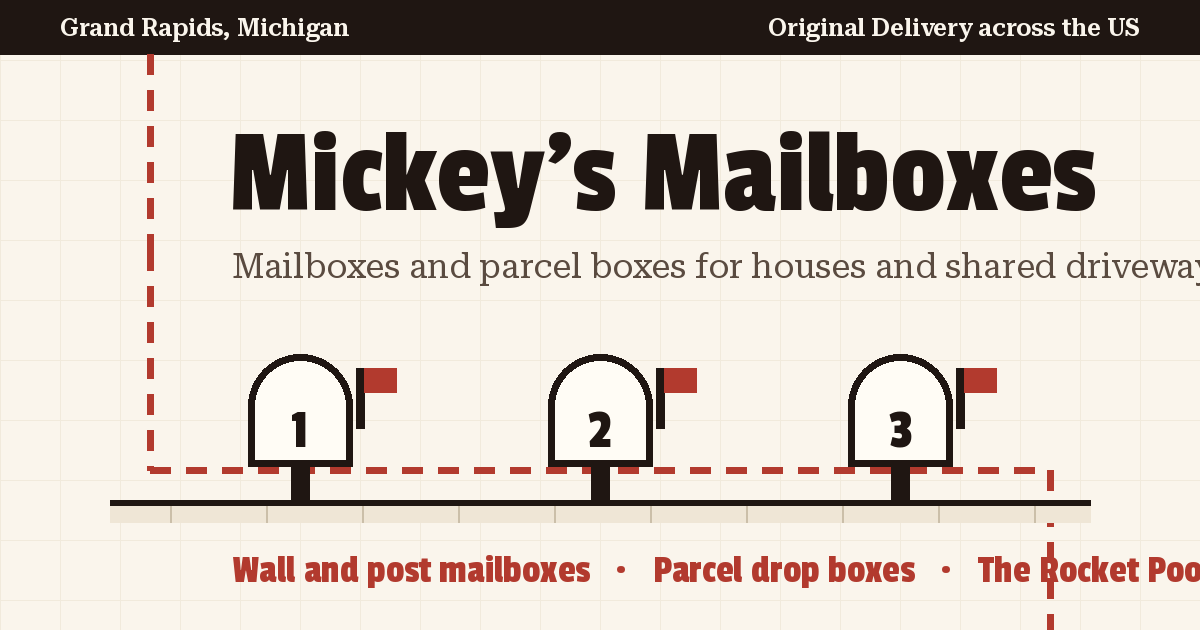 Grand Rapids, Michigan
Original Delivery across the US
Mickey’s Mailboxes
Mailboxes and parcel boxes for houses and shared
1 2 3
Wall and post mailboxes • Parcel drop boxes • The Rocket